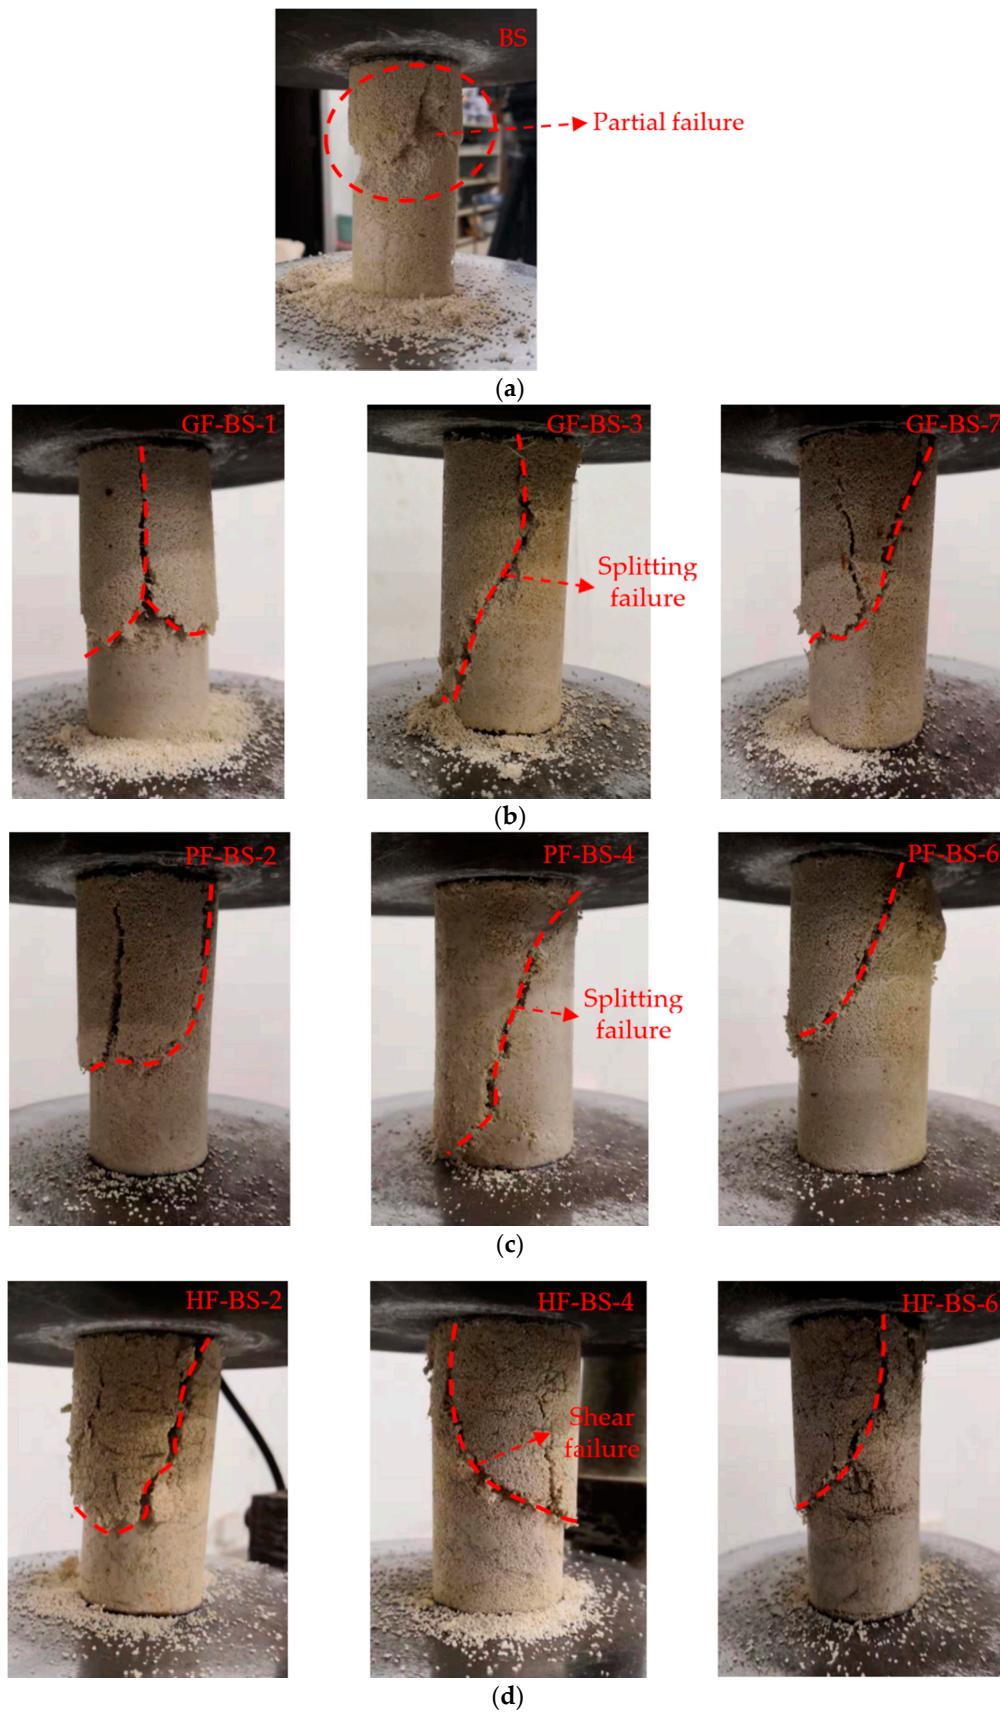 BS
Partial failure
(a)
GF-BS-1
GF-BS-3
GF-BS-7
Splitting
failure
(b)
PF-BS-2
PF-BS-4
PF-BS-6
Splitting
failure
(c)
HF-BS-2
HF-BS-4
HF-BS-6
Shear
failure
(d)